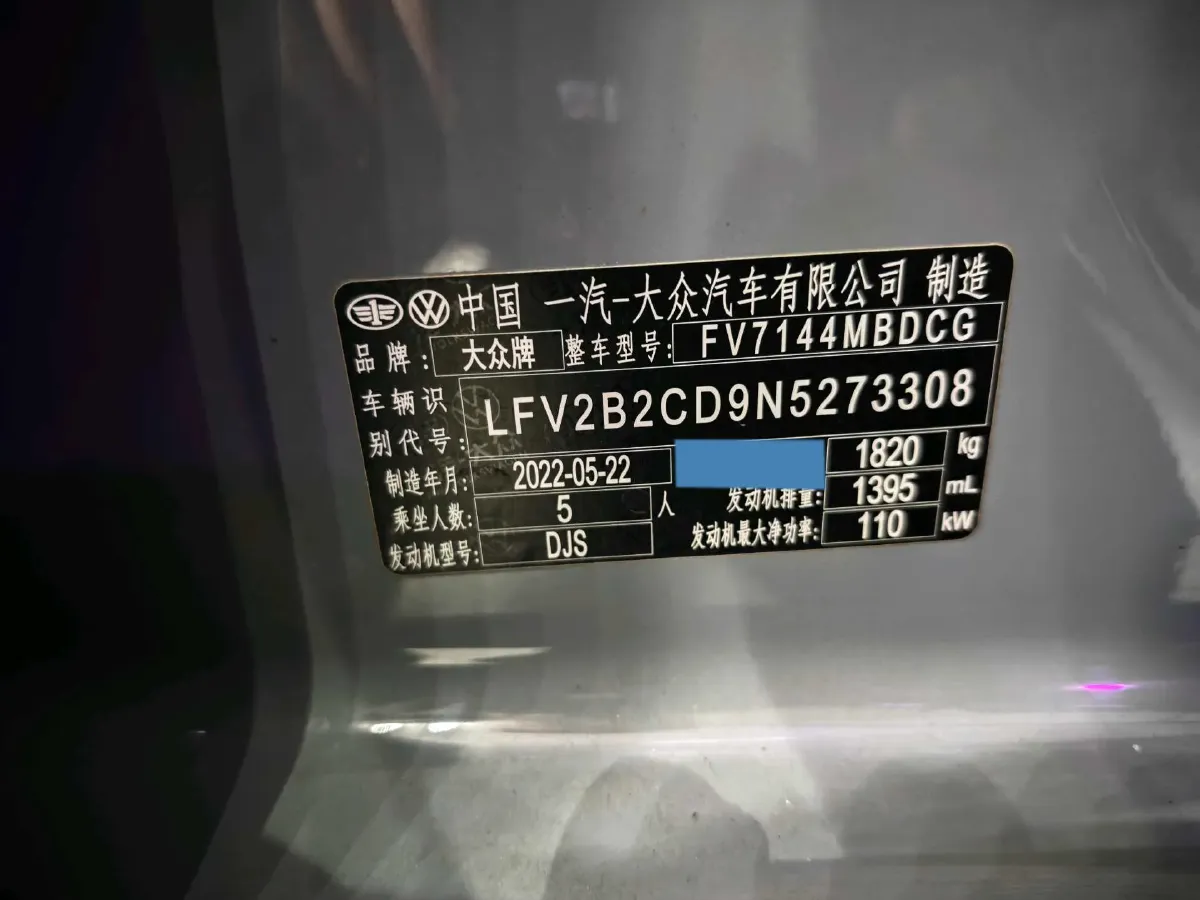 中国 一汽-大众汽车有限公司 制造
品牌: 大众牌 整车型号: FV7144MBDCG
车辆识别代号: LFV2B2CD9N5273308
制造年月: 2022-05-22 1820 kg
乘坐人数: 5 人 发动机排量: 1395 mL
发动机型号: DJS 发动机最大净功率: 110 kW